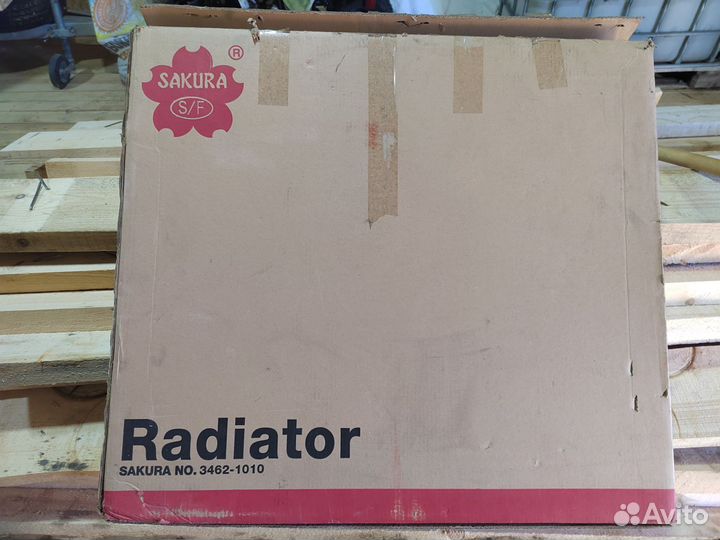 SAKURA ®
S/F
Radiator
SAKURA NO. 3462-1010
Avito